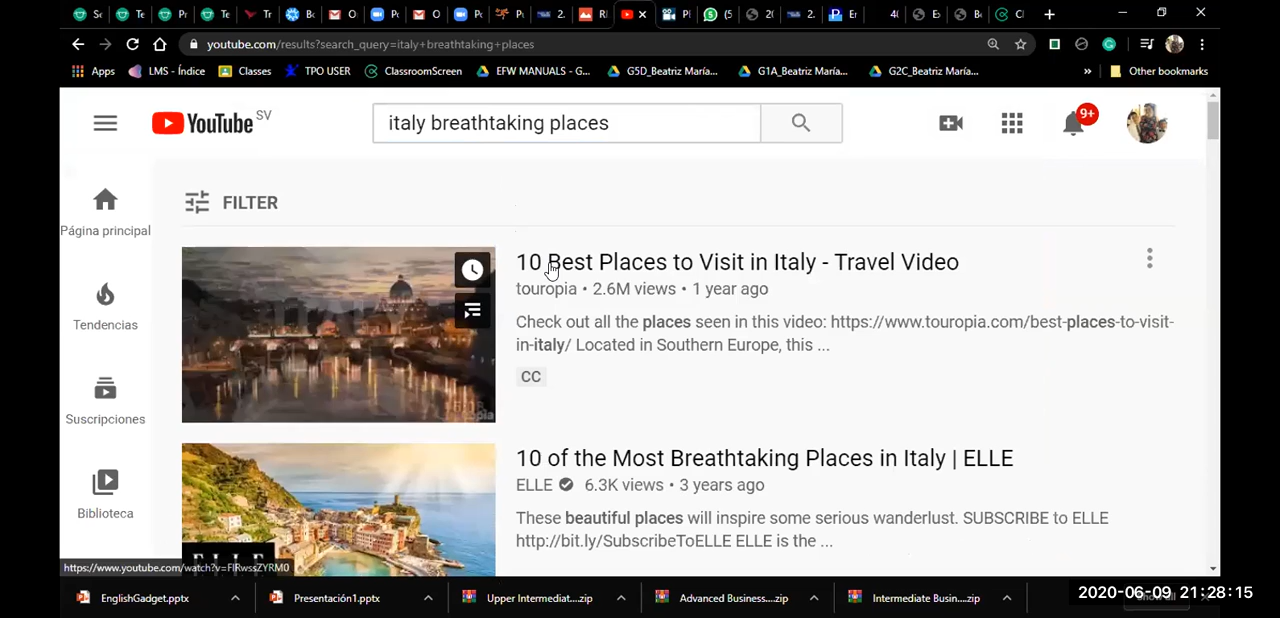 youtube.com/results?search_query=italy+breathtaking+places
Apps LMS - Índice Classes TPO USER ClassroomScreen EFW MANUALS - G... G5D_Beatriz María... G1A_Beatriz María... G2C_Beatriz María... » Other bookmarks
YouTube SV
italy breathtaking places
9+
Página principal
FILTER
10 Best Places to Visit in Italy - Travel Video
touropia • 2.6M views • 1 year ago
Check out all the places seen in this video: https://www.touropia.com/best-places-to-visit-
in-italy/ Located in Southern Europe, this ...
CC
Tendencias
Suscripciones
Biblioteca
10 of the Most Breathtaking Places in Italy | ELLE
ELLE 6.3K views • 3 years ago
These beautiful places will inspire some serious wanderlust. SUBSCRIBE to ELLE
http://bit.ly/SubscribeToELLE ELLE is the ...
ELLE
https://www.youtube.com/watch?v=FlRwssZYRM0
EnglishGadget.pptx Presentación1.pptx Upper Intermediat....zip Advanced Business....zip Intermediate Busin....zip
2020-06-09 21:28:15